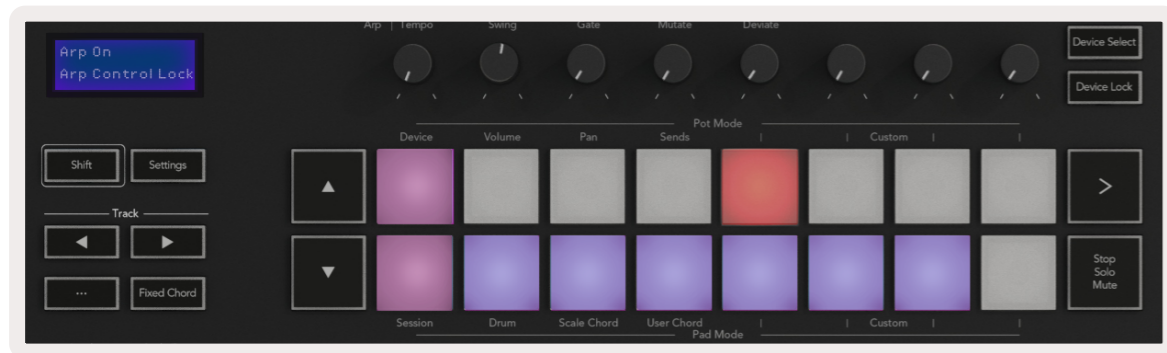 Arp | Tempo Swing Gate Mutate Deviate
Arp On
Arp Control Lock
Device Select
Device Lock
Pot Mode
Device Volume Pan Sends | | Custom | |
Shift Settings
▲
>
Track
◀ ▶
▼
Stop
Solo
Mute
... Fixed Chord
Session Drum Scale Chord User Chord | | Custom | |
Pad Mode